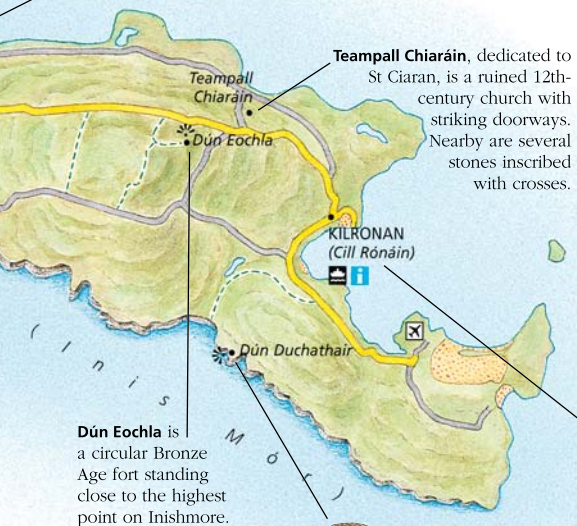 Teampall Chiaráin, dedicated to
St Ciaran, is a ruined 12th-
century church with
striking doorways.
Nearby are several
stones inscribed
with crosses.
Teampall
Chiaráin
Dún Eochla
KILRONAN
(Cill Rónáin)
i
Dún Duchathair
(Inis Mór)
Dún Eochla is
a circular Bronze
Age fort standing
close to the highest
point on Inishmore.